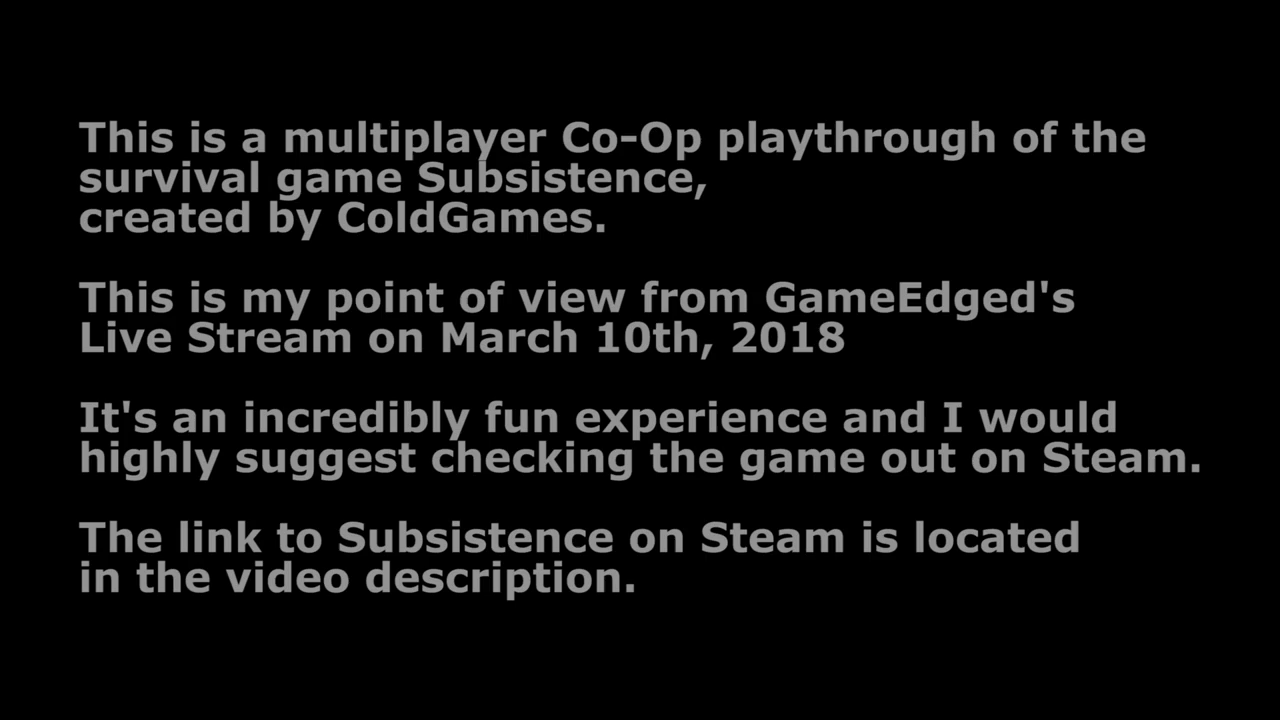 This is a multiplayer Co-Op playthrough of the
survival game Subsistence,
created by ColdGames.
This is my point of view from GameEdged's
Live Stream on March 10th, 2018
It's an incredibly fun experience and I would
highly suggest checking the game out on Steam.
The link to Subsistence on Steam is located
in the video description.